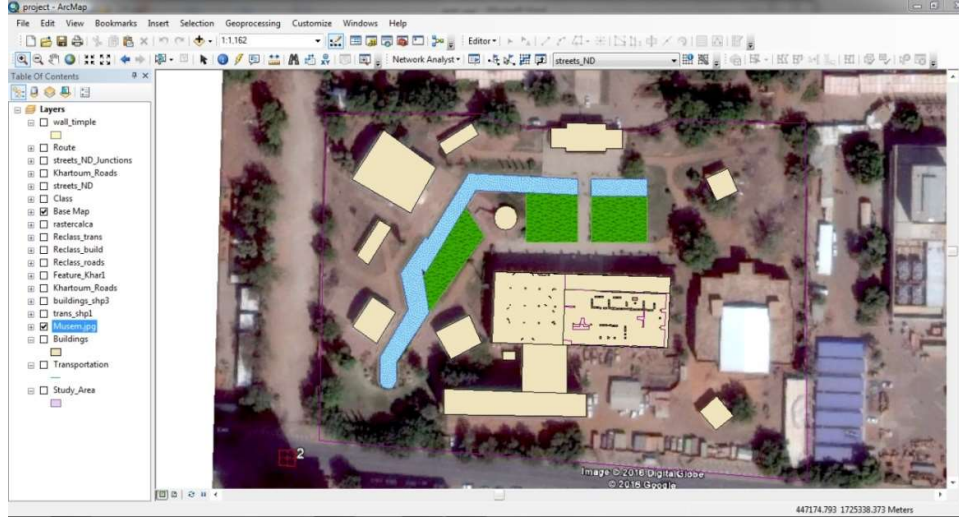 project - ArcMap
File Edit View Bookmarks Insert Selection Geoprocessing Customize Windows Help
1:1,162 Editor
Network Analyst streets_ND
Table Of Contents
Layers
wall_timple
Route
streets_ND_Junctions
Khartoum_Roads
streets_ND
Class
Base Map
rastercalca
Reclass_trans
Reclass_build
Reclass_roads
Feature_Khar1
Khartoum_Roads
buildings_shp3
trans_shp1
Musem.jpg
Buildings
Transportation
Study_Area
2
Image © 2016 DigitalGlobe
© 2016 Google
447174.793 1725338.373 Meters